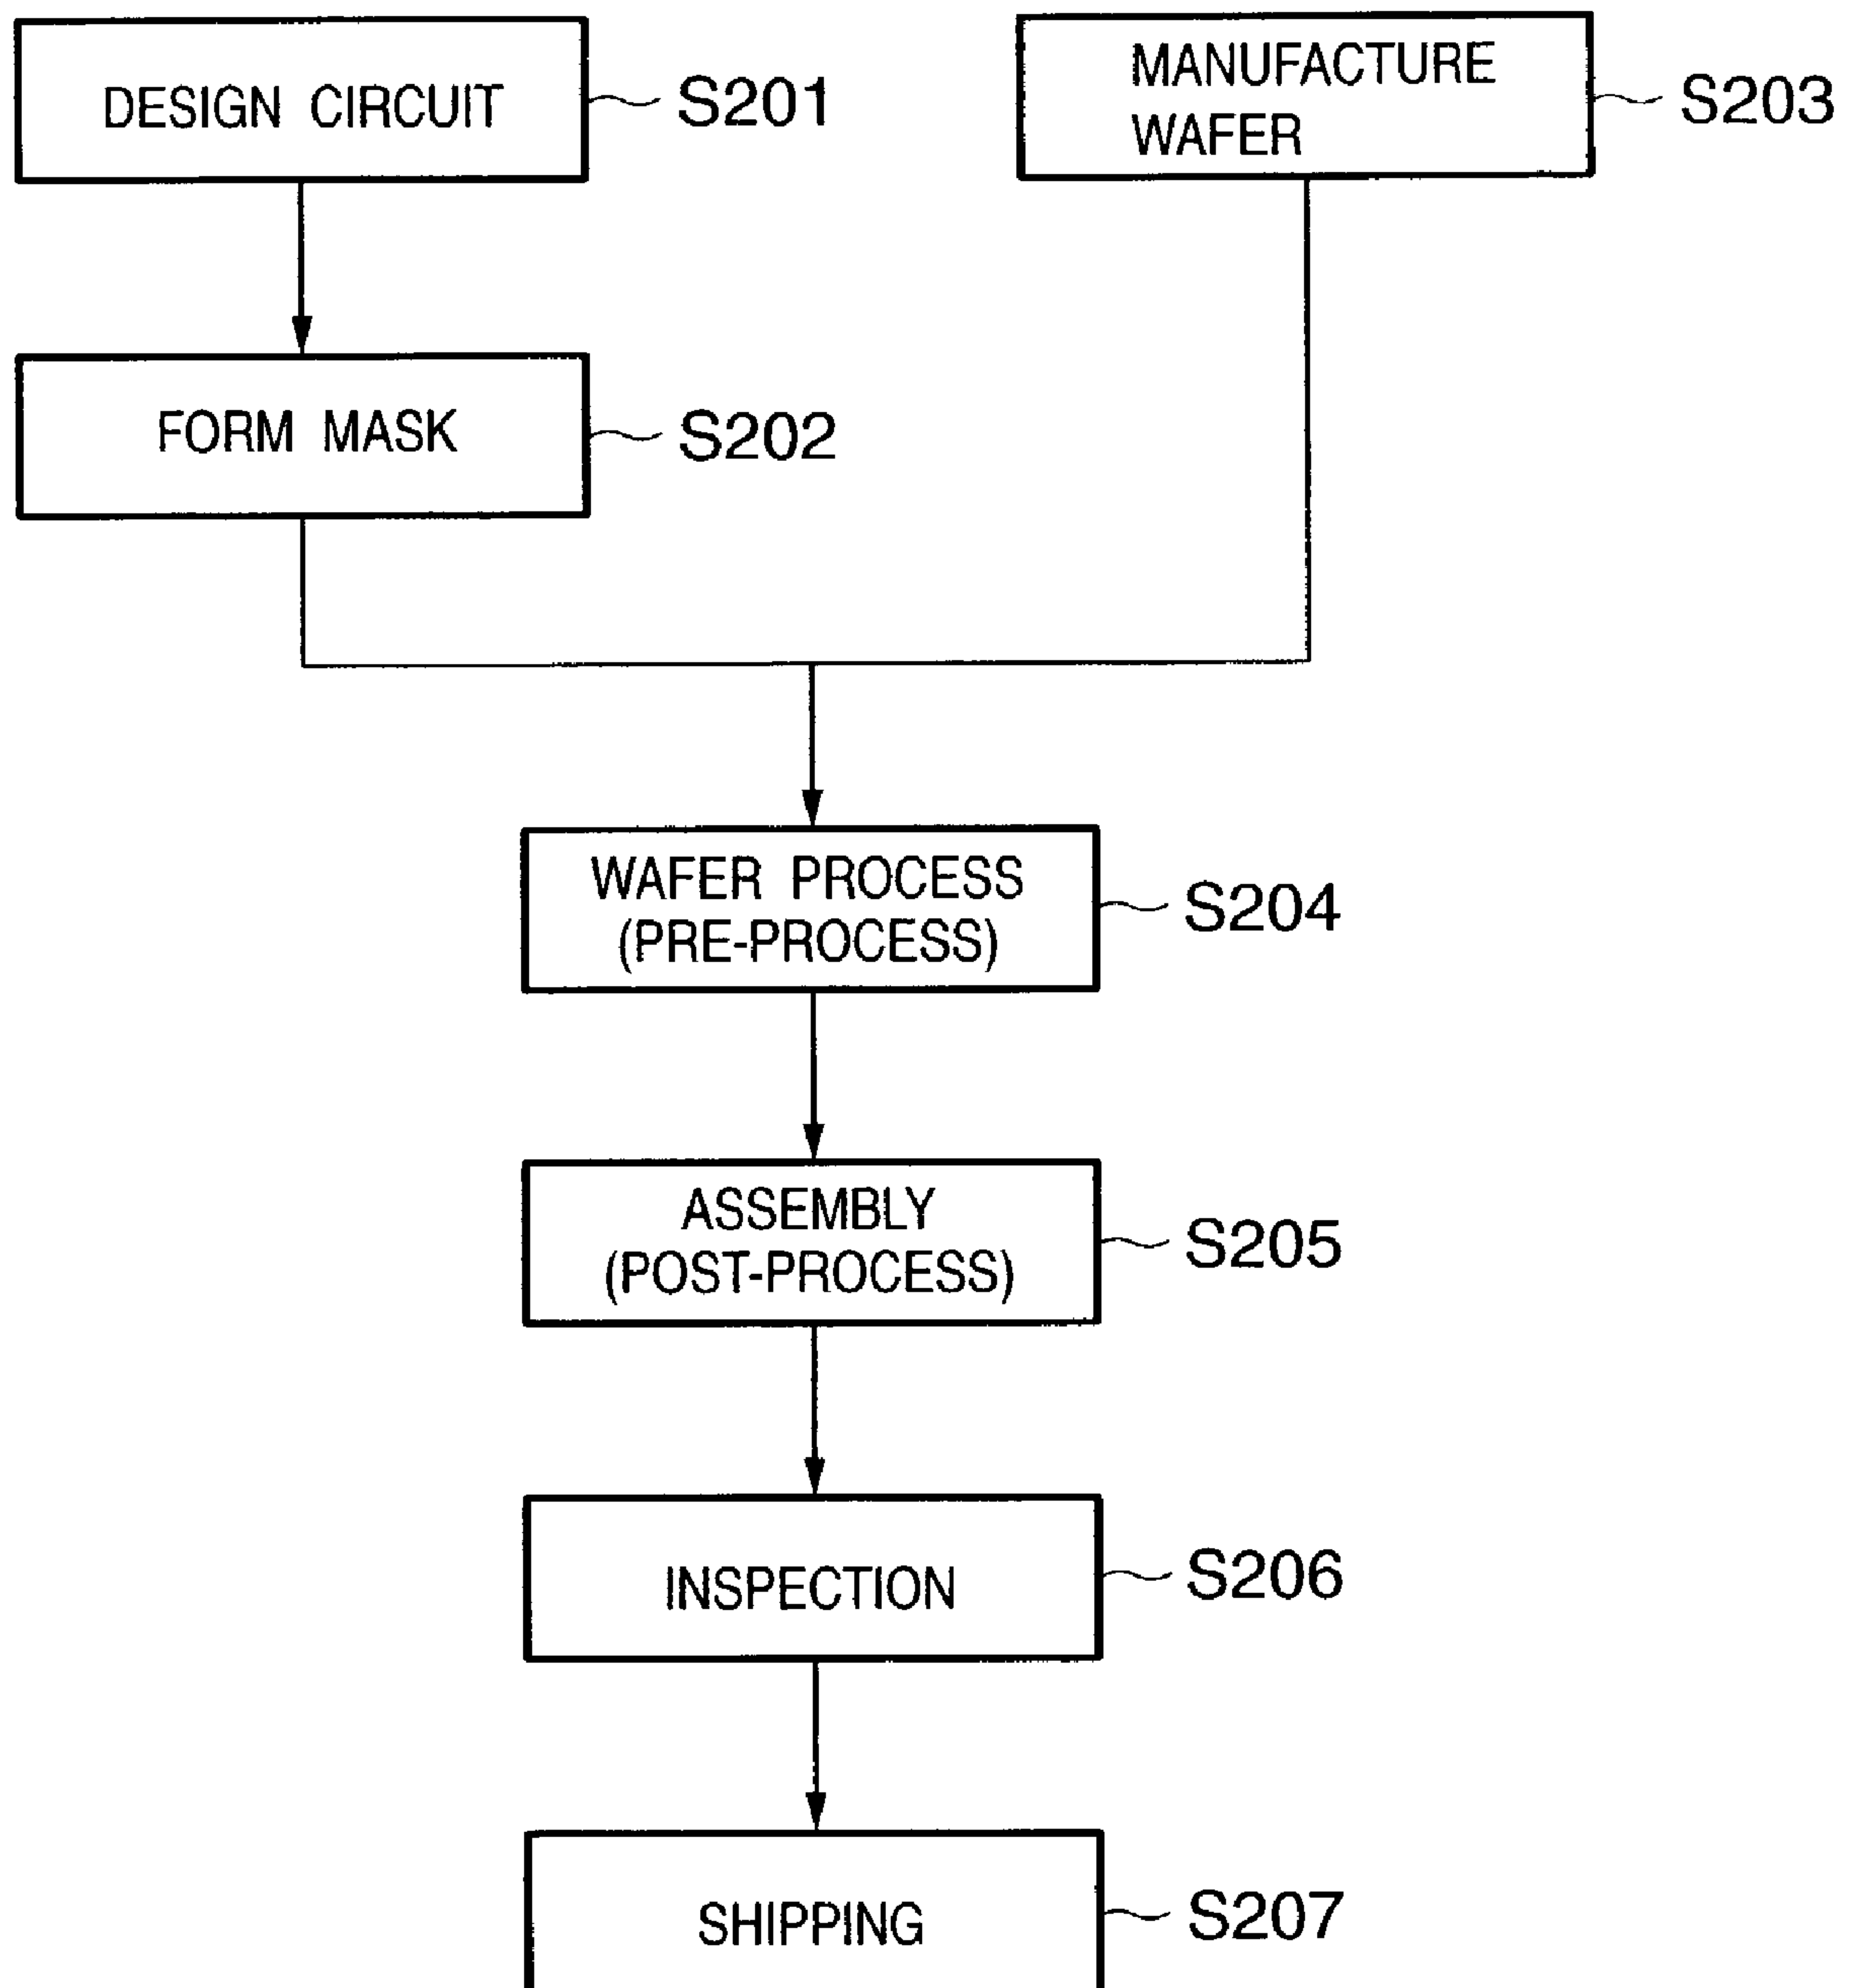 DESIGN CIRCUIT
S201
MANUFACTURE
WAFER
S203
FORM MASK
S202
WAFER PROCESS
(PRE-PROCESS)
S204
ASSEMBLY
(POST-PROCESS)
S205
INSPECTION
S206
SHIPPING
S207